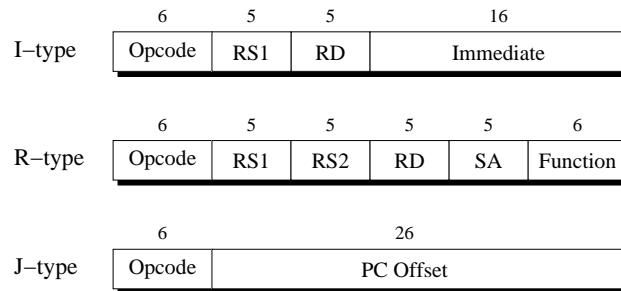 6 5 5 16
I−type Opcode RS1 RD Immediate
6 5 5 5 5 6
R−type Opcode RS1 RS2 RD SA Function
6 26
J−type Opcode PC Offset